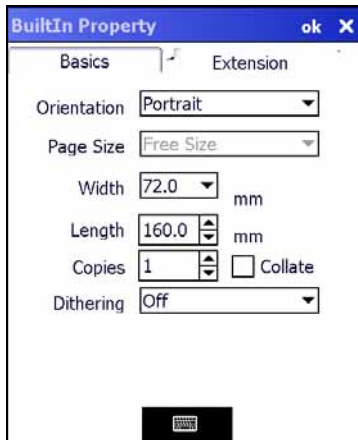 BuiltIn Property ok X
Basics Extension
Orientation Portrait
Page Size Free Size
Width 72.0 mm
Length 160.0 mm
Copies 1 Collate
Dithering Off